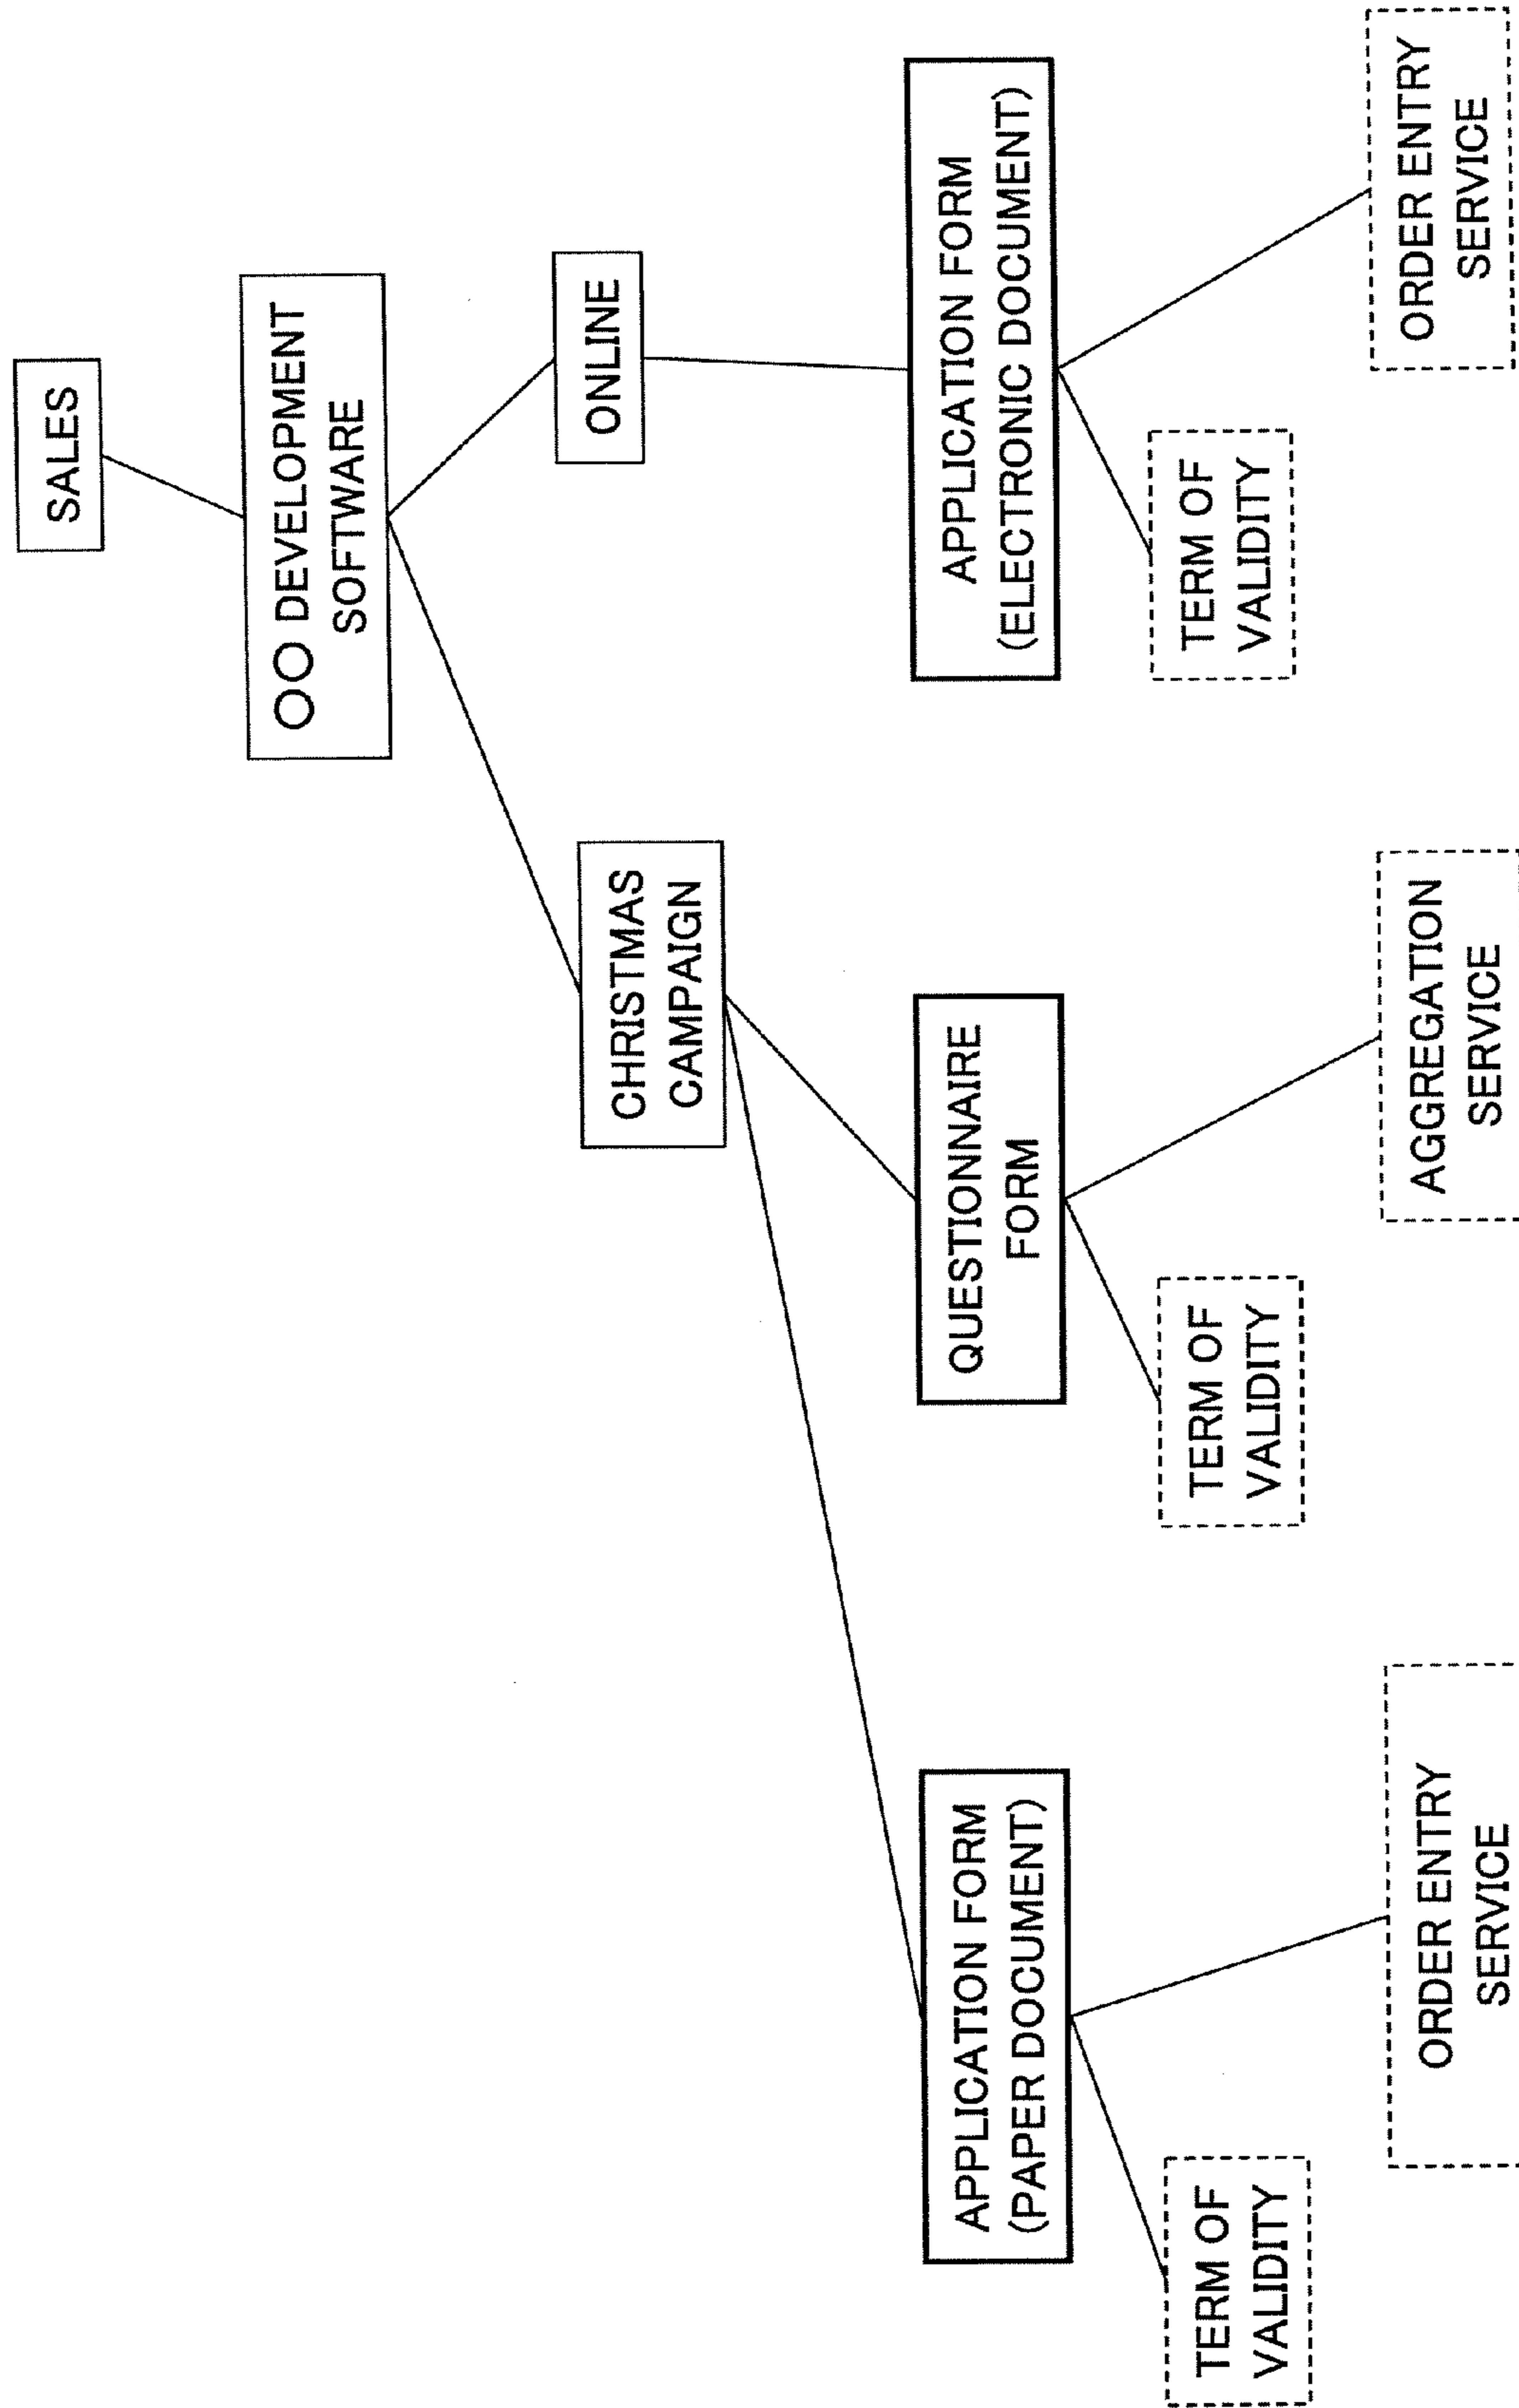 SALES
○○ DEVELOPMENT
SOFTWARE
CHRISTMAS
CAMPAIGN
ONLINE
APPLICATION FORM
(PAPER DOCUMENT)
QUESTIONNAIRE
FORM
APPLICATION FORM
(ELECTRONIC DOCUMENT)
TERM OF
VALIDITY
TERM OF
VALIDITY
TERM OF
VALIDITY
ORDER ENTRY
SERVICE
AGGREGATION
SERVICE
ORDER ENTRY
SERVICE